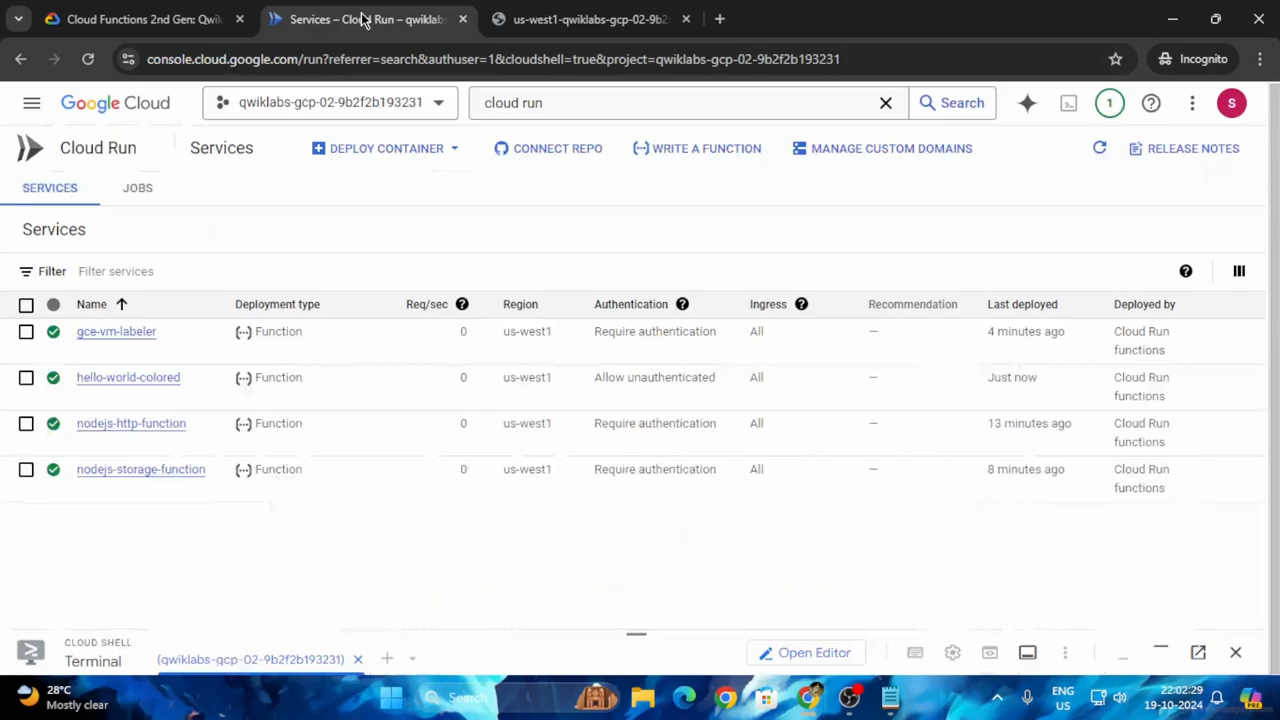 Cloud Functions 2nd Gen: Qwik
Services – Cloud Run – qwiklabs
us-west1-qwiklabs-gcp-02-9b2
console.cloud.google.com/run?referrer=search&authuser=1&cloudshell=true&project=qwiklabs-gcp-02-9b2f2b193231
Incognito
Google Cloud
qwiklabs-gcp-02-9b2f2b193231
cloud run
Search
1
S
Cloud Run
Services
DEPLOY CONTAINER
CONNECT REPO
WRITE A FUNCTION
MANAGE CUSTOM DOMAINS
RELEASE NOTES
SERVICES
JOBS
Services
Filter
Filter services
Name
Deployment type
Req/sec
Region
Authentication
Ingress
Recommendation
Last deployed
Deployed by
gce-vm-labeler
Function
0
us-west1
Require authentication
All
—
4 minutes ago
Cloud Run
functions
hello-world-colored
Function
0
us-west1
Allow unauthenticated
All
—
Just now
Cloud Run
functions
nodejs-http-function
Function
0
us-west1
Require authentication
All
—
13 minutes ago
Cloud Run
functions
nodejs-storage-function
Function
0
us-west1
Require authentication
All
—
8 minutes ago
Cloud Run
functions
CLOUD SHELL
Terminal
(qwiklabs-gcp-02-9b2f2b193231)
Open Editor
28°C
Mostly clear
Search
ENG
US
22:02:29
19-10-2024
PRE